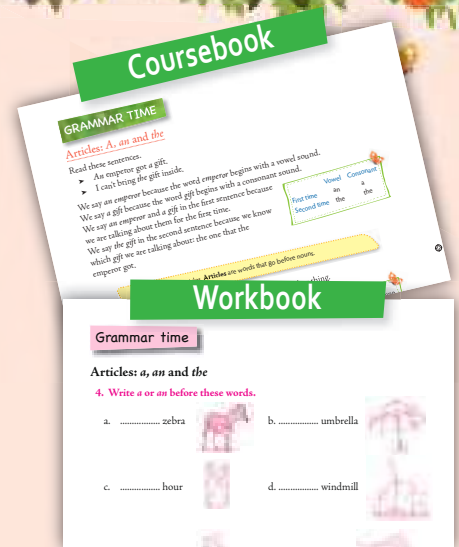 Coursebook
GRAMMAR TIME
Articles: A, an and the
Read these sentences.
➤ An emperor got a gift.
➤ I can't bring the gift inside.
We say an emperor because the word emperor begins with a vowel sound.
We say a gift because the word gift begins with a consonant sound.
We say an emperor and a gift in the first sentence because
we are talking about them for the first time.
We say the gift in the second sentence because we know
which gift we are talking about: the one that the
emperor got.
Vowel Consonant
First time an a
Second time the the
Articles are words that go before nouns.
Workbook
Grammar time
Articles: a, an and the
4. Write a or an before these words.
a. .................. zebra
b. .................. umbrella
c. .................. hour
d. .................. windmill